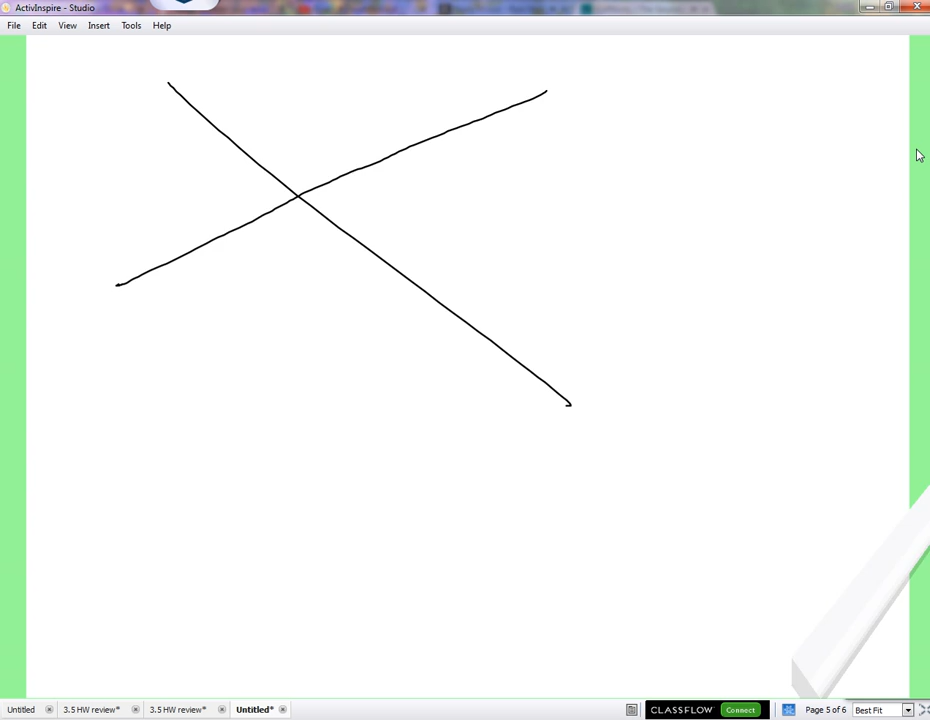 ActivInspire - Studio
File Edit View Insert Tools Help
Untitled 3.5 HW review* 3.5 HW review* Untitled* CLASSFLOW Connect Page 5 of 6 Best Fit